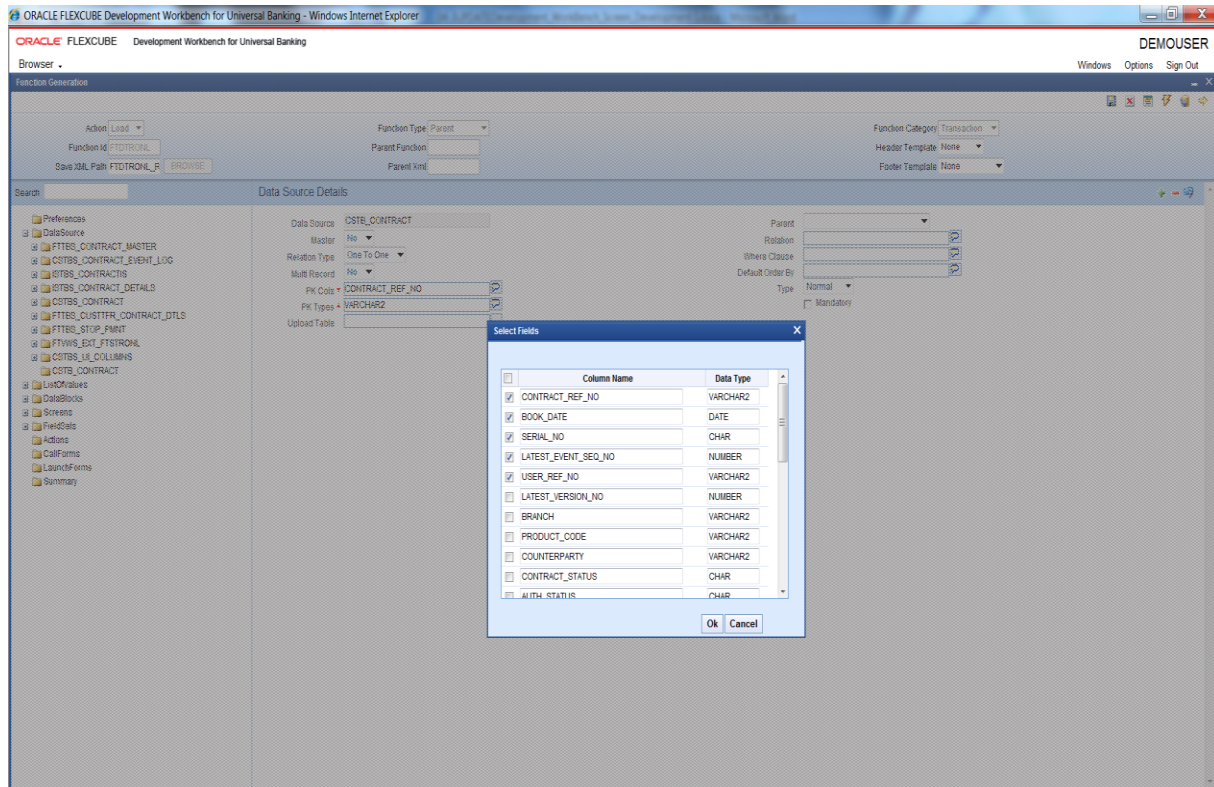 ORACLE FLEXCUBE Development Workbench for Universal Banking - Windows Internet Explorer
ORACLE FLEXCUBE Development Workbench for Universal Banking DEMOUSER
Browser Windows Options Sign Out
Function Generation
Action Load Function Type Parent Function Category Transaction
Function Id FTDTRONL Parent Function Header Template None
Save XML Path FTDTRONL_R BROWSE Parent Xml Footer Template None
Search Data Source Details
Preferences
DataSource
FTTBS_CONTRACT_MASTER
CSTBS_CONTRACT_EVENT_LOG
ISTBS_CONTRACTIS
ISTBS_CONTRACT_DETAILS
CSTBS_CONTRACT
FTTBS_CUSTTFR_CONTRACT_DTLS
FTTBS_STOP_PMNT
FTVWS_EXT_FTSTRONL
CSTBS_UI_COLUMNS
CSTB_CONTRACT
ListOfValues
DataBlocks
Screens
FieldSets
Actions
CallForms
LaunchForms
Summary
Data Source CSTB_CONTRACT Parent
Master No Relation
Relation Type One To One Where Clause
Multi Record No Default Order By
PK Cols * CONTRACT_REF_NO Type Normal
PK Types * VARCHAR2 Mandatory
Upload Table
Select Fields X
Column Name Data Type
CONTRACT_REF_NO VARCHAR2
BOOK_DATE DATE
SERIAL_NO CHAR
LATEST_EVENT_SEQ_NO NUMBER
USER_REF_NO VARCHAR2
LATEST_VERSION_NO NUMBER
BRANCH VARCHAR2
PRODUCT_CODE VARCHAR2
COUNTERPARTY VARCHAR2
CONTRACT_STATUS CHAR
AUTH_STATUS CHAR
Ok Cancel